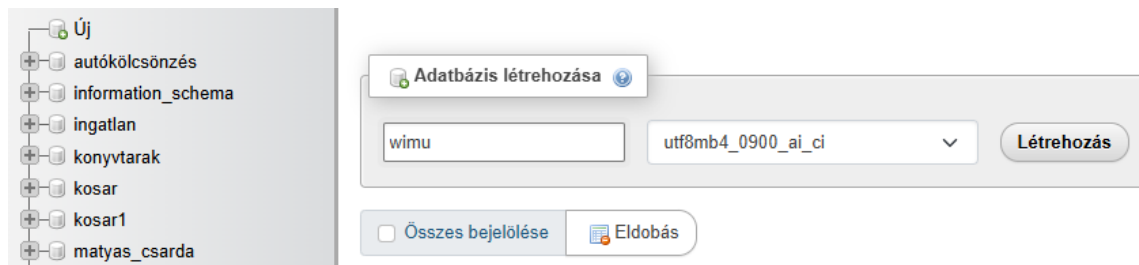 Új
autókölcsönzés
information_schema
ingatlan
konyvtarak
kosar
kosar1
matyas_csarda
Adatbázis létrehozása
wimu utf8mb4_0900_ai_ci Létrehozás
Összes bejelölése Eldobás